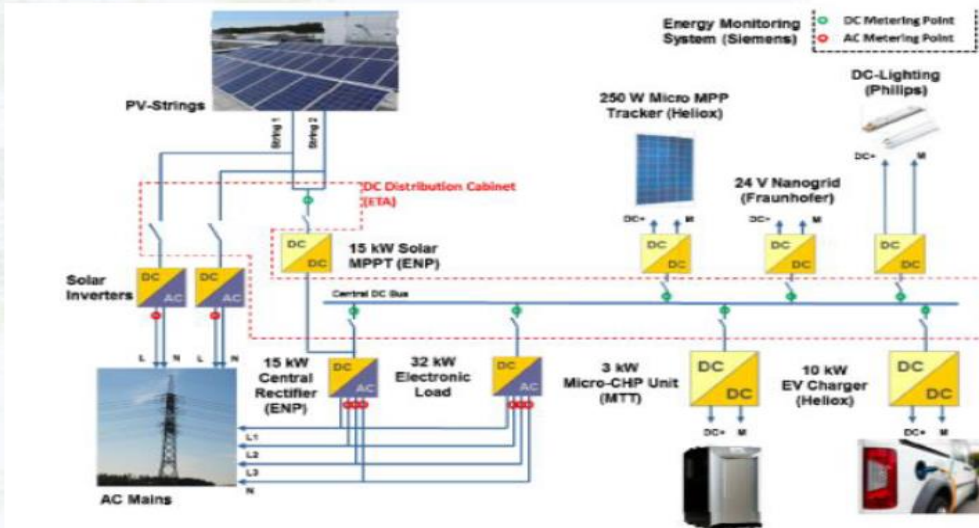 Energy Monitoring
System (Siemens)
DC Metering Point
AC Metering Point
PV-Strings
String 1
String 2
250 W Micro MPP
Tracker (Heliox)
DC-Lighting
(Philips)
DC+
M
24 V Nanogrid
(Fraunhofer)
DC Distribution Cabinet
(ETA)
DC+
M
DC+
M
DC
DC
15 kW Solar
MPPT (ENP)
DC
DC
DC
DC
DC
DC
Solar
Inverters
DC
AC
DC
AC
Central DC Bus
L
N
L
N
15 kW
Central
Rectifier
(ENP)
DC
AC
32 kW
Electronic
Load
DC
AC
3 kW
Micro-CHP Unit
(MTT)
DC
DC
10 kW
EV Charger
(Heliox)
DC
DC
DC+
M
DC+
M
L1
L2
L3
N
AC Mains